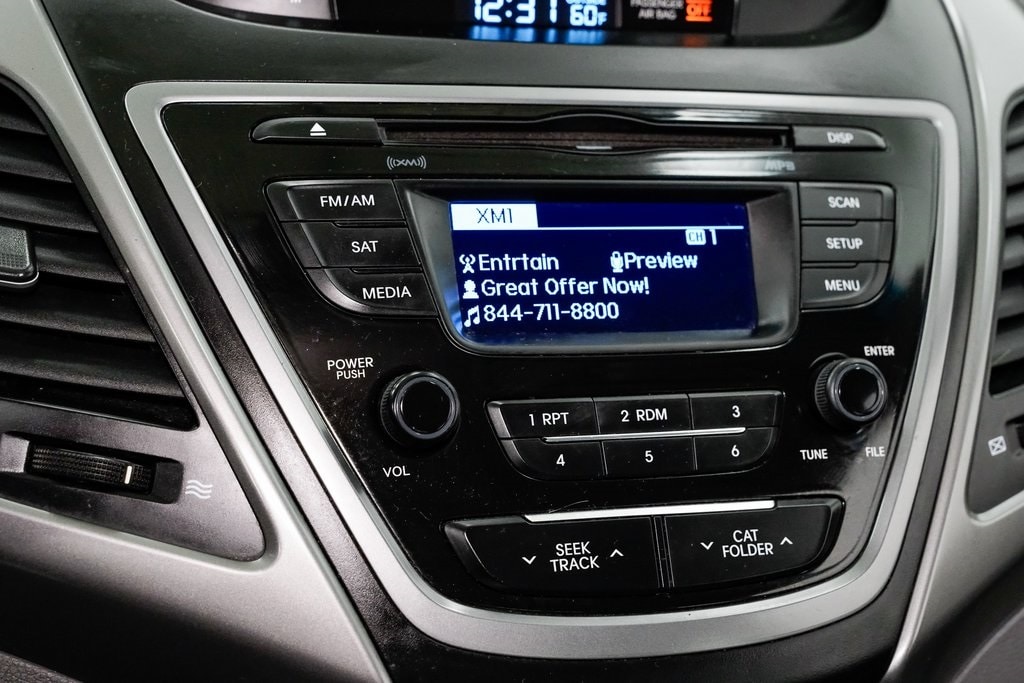 12:31 60°F
PASSENGER
AIR BAG OFF
DISP
((XM))
MP3
FM/AM
SCAN
XM1
CH 1
SAT
SETUP
Entrtain Preview
MEDIA
Great Offer Now!
MENU
844-711-8800
POWER
PUSH
ENTER
1 RPT 2 RDM 3
4 5 6
VOL
TUNE FILE
SEEK
TRACK
CAT
FOLDER